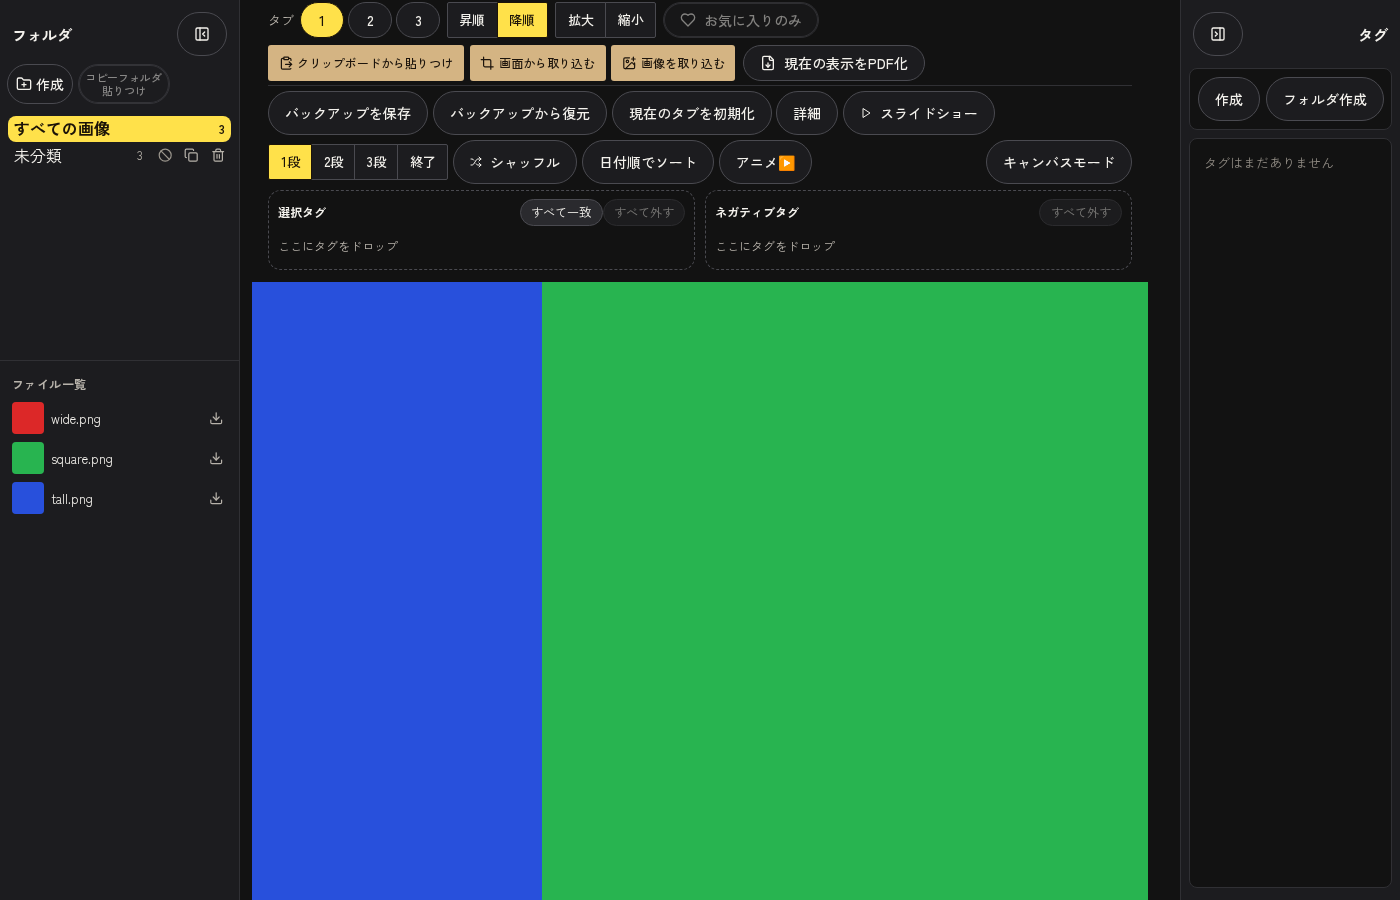 フォルダ
作成
コピーフォルダ
貼りつけ
すべての画像 3
未分類 3
ファイル一覧
wide.png
square.png
tall.png
タブ 1 2 3 昇順 降順 拡大 縮小 お気に入りのみ
クリップボードから貼りつけ 画面から取り込む 画像を取り込む 現在の表示をPDF化
バックアップを保存 バックアップから復元 現在のタブを初期化 詳細 スライドショー
1段 2段 3段 終了 シャッフル 日付順でソート アニメ▶️ キャンバスモード
選択タグ すべて一致 すべて外す
ここにタグをドロップ
ネガティブタグ すべて外す
ここにタグをドロップ
タグ
作成 フォルダ作成
タグはまだありません